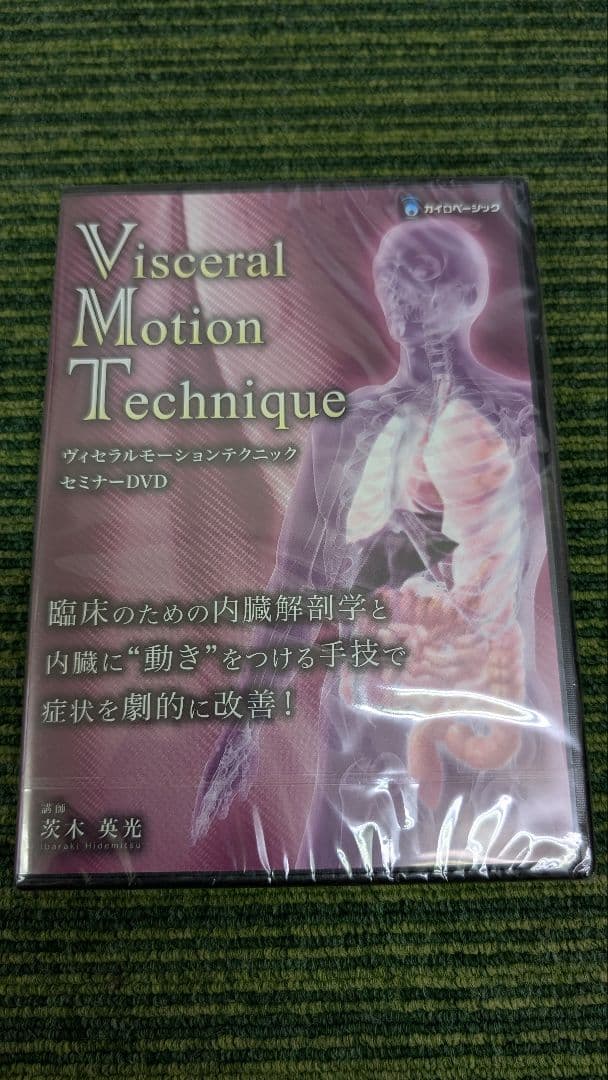 カイロベーシック
Visceral
Motion
Technique
ヴィセラルモーションテクニック
セミナーDVD
臨床のための内臓解剖学と
内臓に“動き”をつける手技で
症状を劇的に改善！
講師
茨木 英光
Ibaraki Hidemitsu